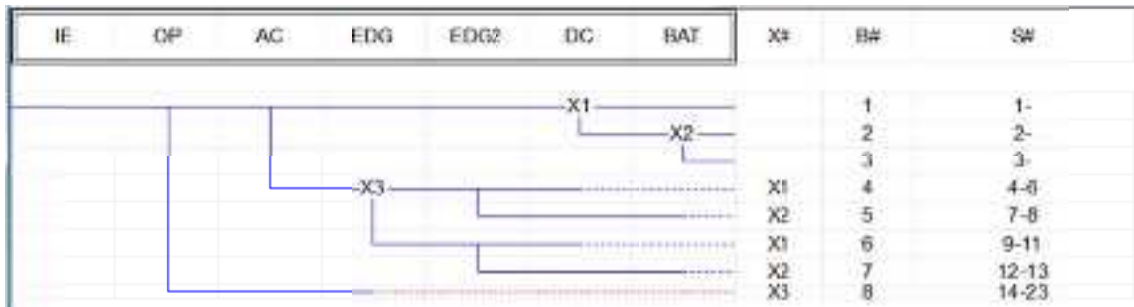 IE OP AC EDG EDG2 DC BAT X# B# S#
X1 1 1-
X2 2 2-
3 3-
X3 X1 4 4-6
X2 5 7-8
X1 6 9-11
X2 7 12-13
X3 8 14-23